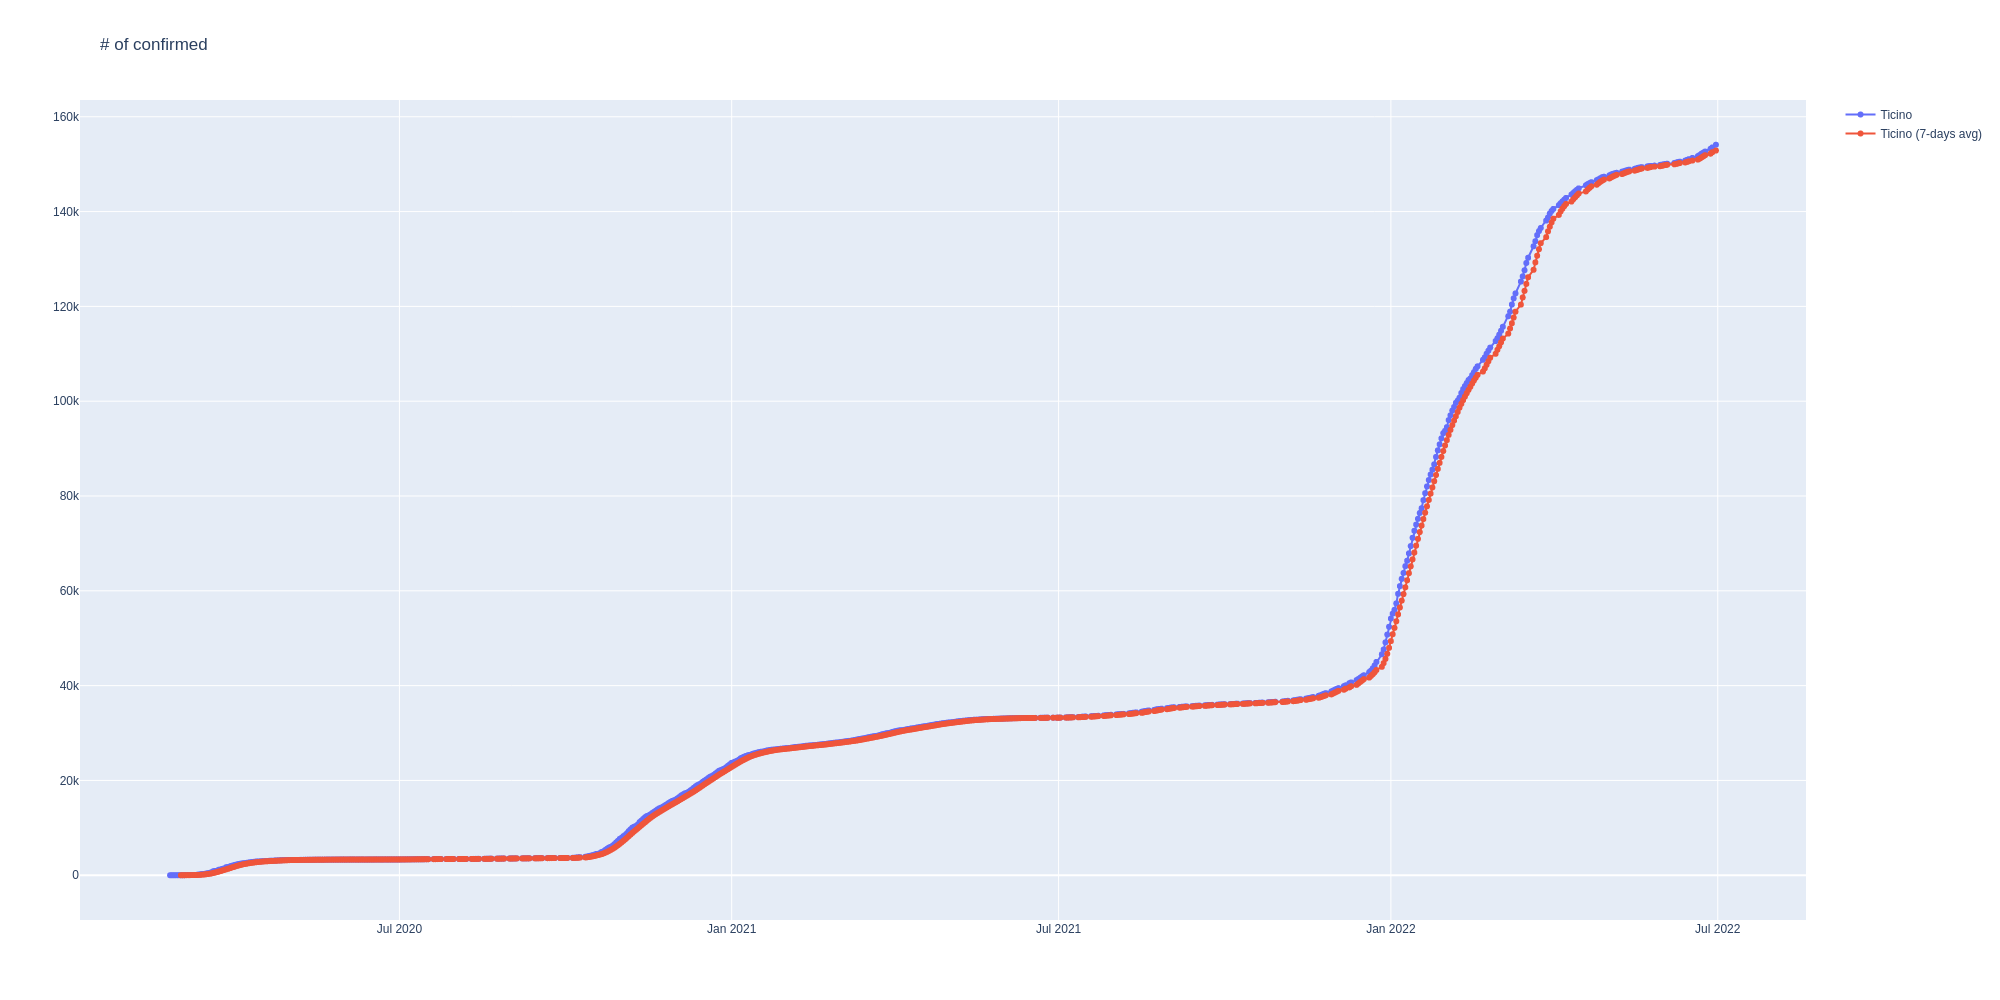 # of confirmed
160k
140k
120k
100k
80k
60k
40k
20k
0
Jul 2020
Jan 2021
Jul 2021
Jan 2022
Jul 2022
Ticino
Ticino (7-days avg)